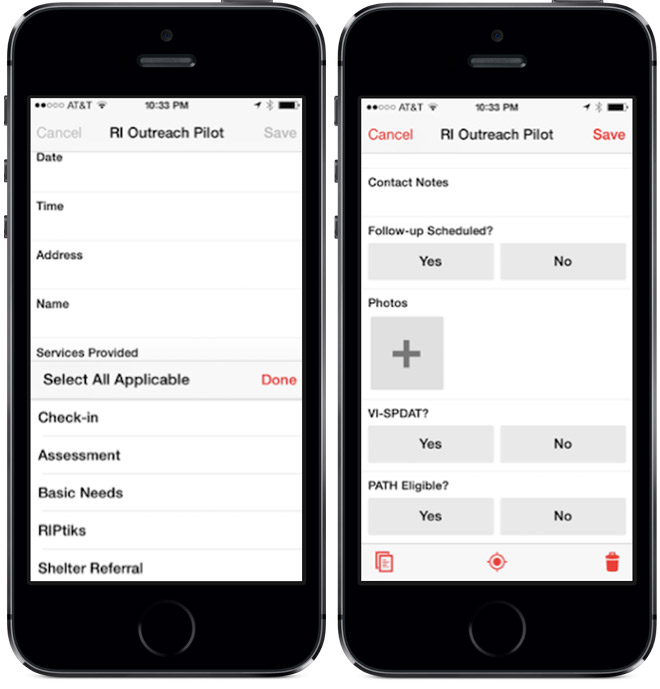 AT&T 10:33 PM
Cancel RI Outreach Pilot Save
Date
Time
Address
Name
Services Provided
Select All Applicable Done
Check-in
Assessment
Basic Needs
RIPtiks
Shelter Referral
AT&T 10:33 PM
Cancel RI Outreach Pilot Save
Contact Notes
Follow-up Scheduled?
Yes No
Photos
VI-SPDAT?
Yes No
PATH Eligible?
Yes No